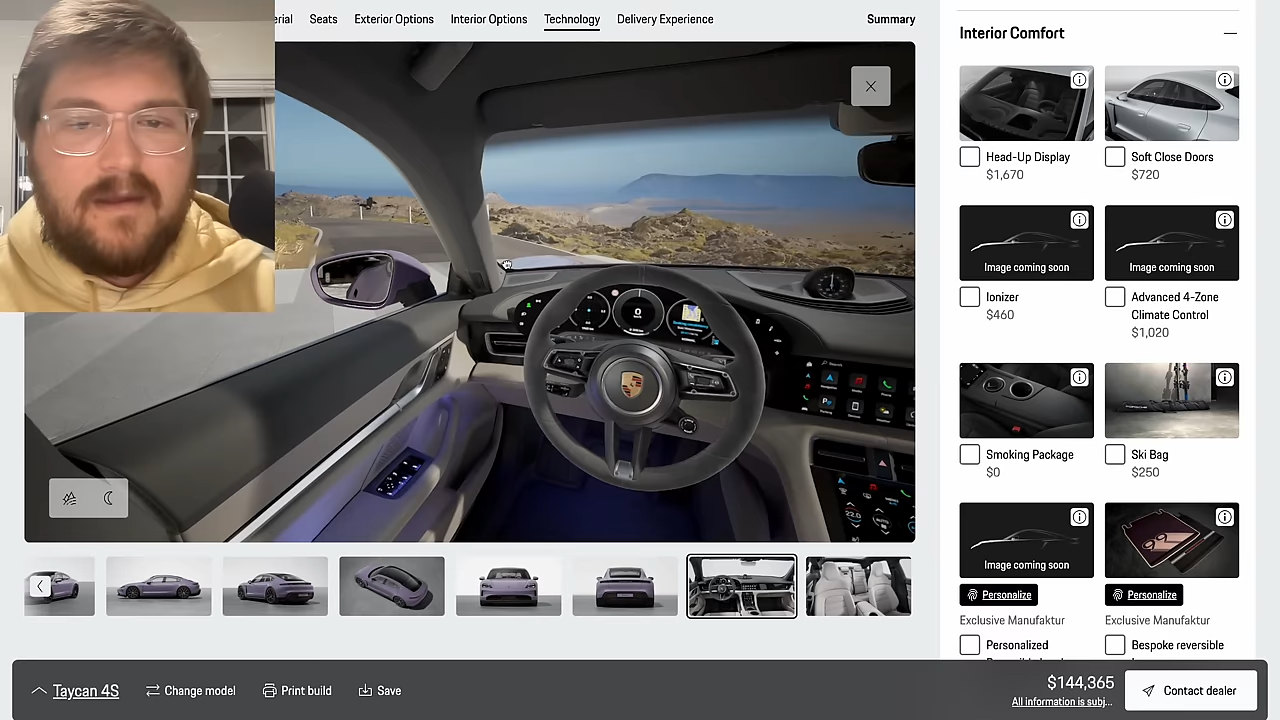 erial
Seats
Exterior Options
Interior Options
Technology
Delivery Experience
Summary
Interior Comfort
Head-Up Display
$1,670
Soft Close Doors
$720
Image coming soon
Image coming soon
Ionizer
$460
Advanced 4-Zone
Climate Control
$1,020
Smoking Package
$0
Ski Bag
$250
Image coming soon
Personalize
Personalize
Exclusive Manufaktur
Exclusive Manufaktur
Personalized
Bespoke reversible
Taycan 4S
Change model
Print build
Save
$144,365
All information is subj...
Contact dealer